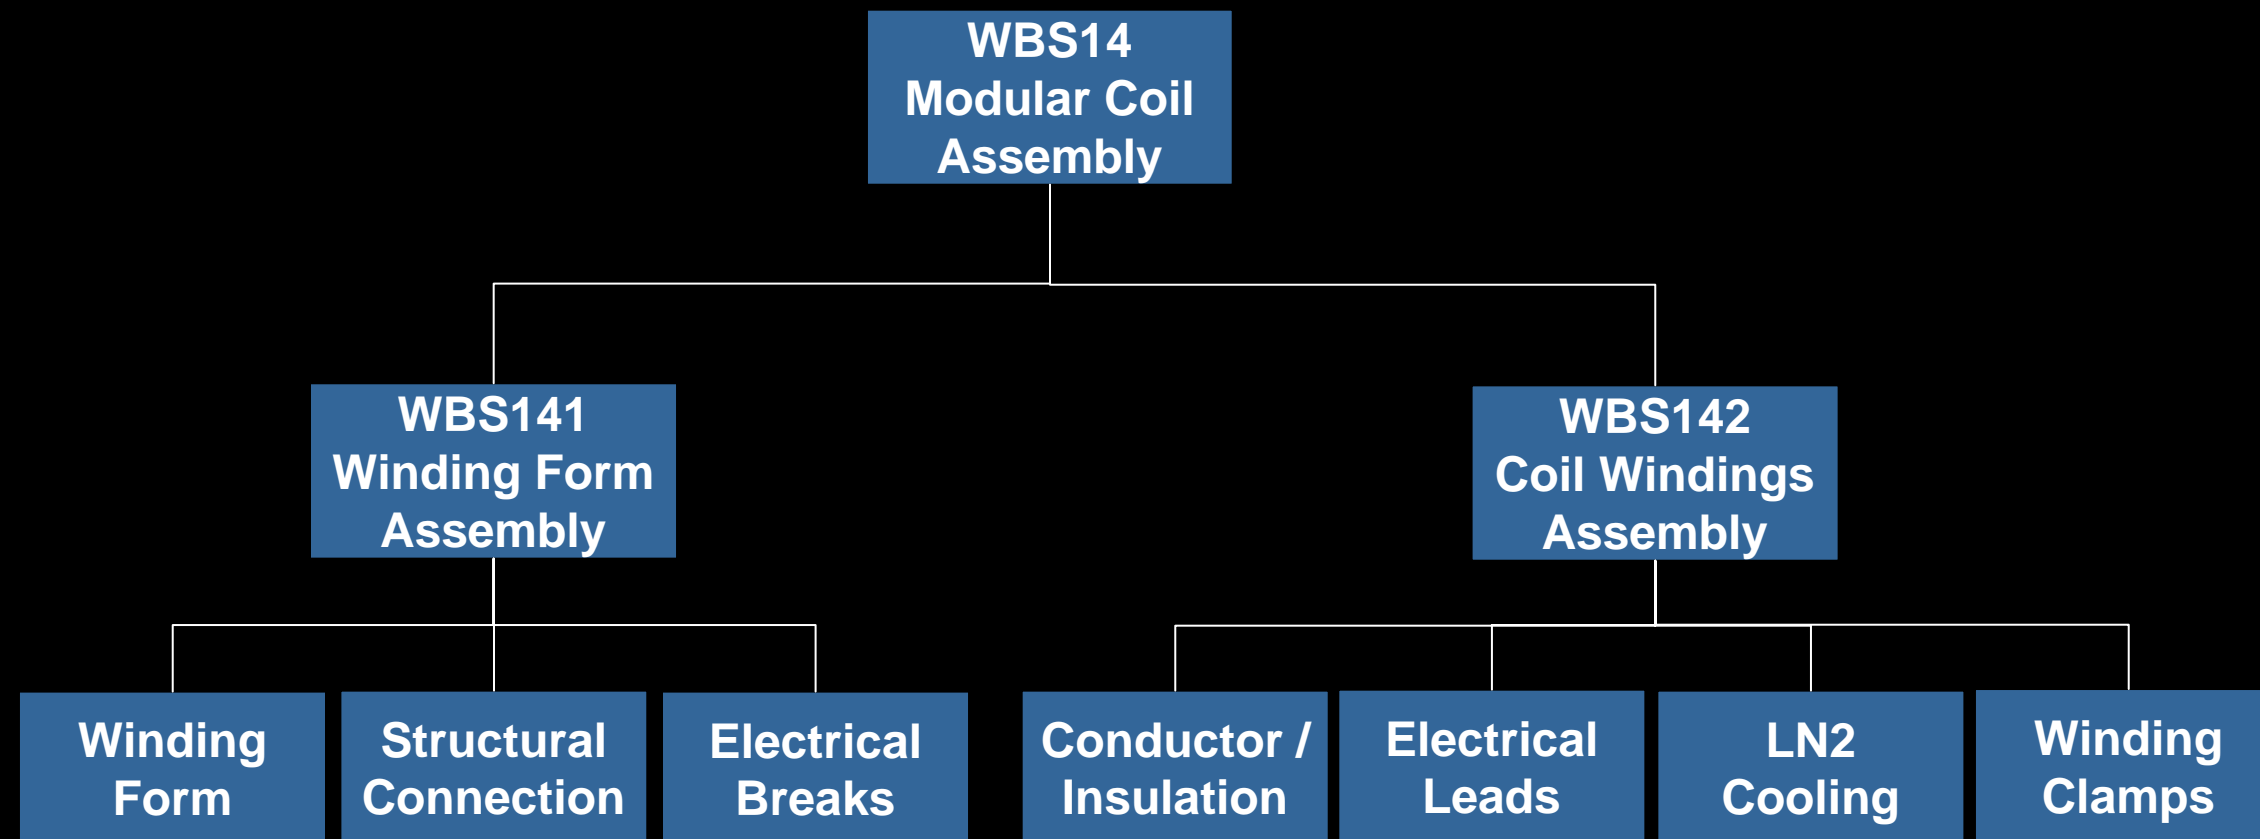 WBS14
Modular Coil
Assembly
WBS141
Winding Form
Assembly
WBS142
Coil Windings
Assembly
Winding
Form
Structural
Connection
Electrical
Breaks
Conductor /
Insulation
Electrical
Leads
LN2
Cooling
Winding
Clamps